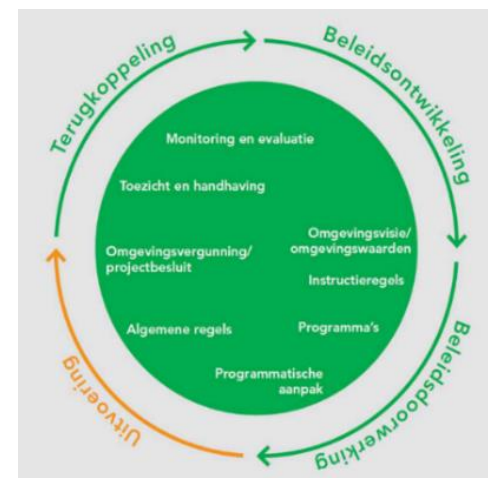 Terugkoppeling
Beleidsontwikkeling
Monitoring en evaluatie
Toezicht en handhaving
Omgevingsvisie/
omgevingswaarden
Omgevingsvergunning/
projectbesluit
Instructieregels
Algemene regels
Programma's
Programmatische
aanpak
Uitvoering
Beleidsdoorwerking